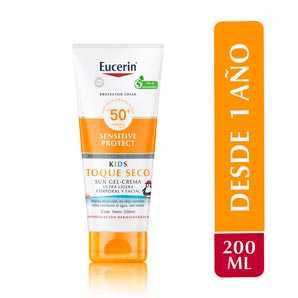 Eucerin
PROTECTOR SOLAR
50+
SENSITIVE
PROTECT
KIDS
TOQUE SECO
SUN GEL-CREMA
ULTRA LIGERA
CORPORAL Y FACIAL
Cont. Neto: 200ml
DESDE 1 AÑO
200
ML